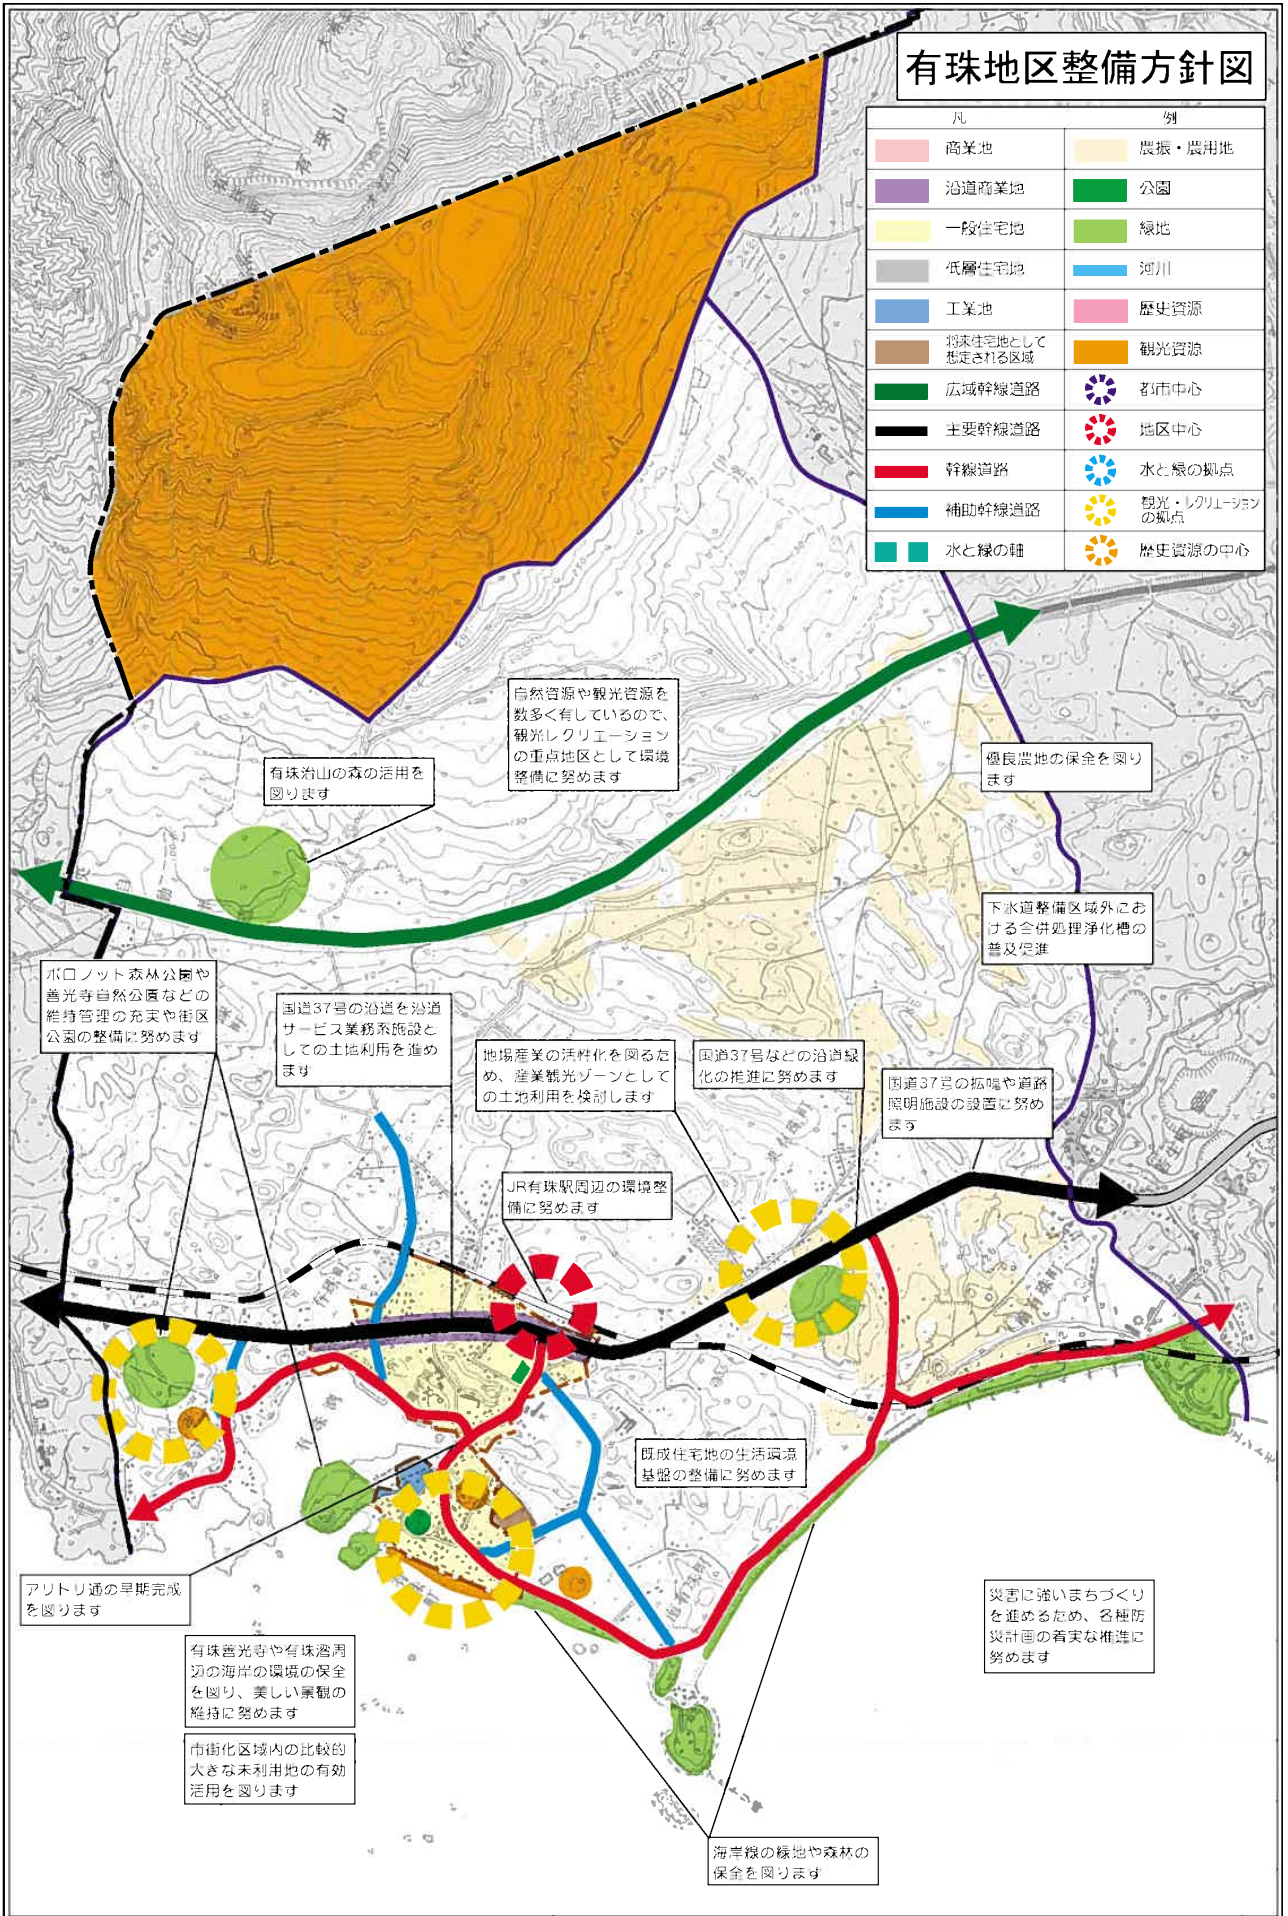 有珠地区整備方針図
凡 例
商業地
農振・農用地
沿道商業地
公園
一般住宅地
緑地
低層住宅地
河川
工業地
歴史資源
将来住宅地として
想定される区域
観光資源
広域幹線道路
都市中心
主要幹線道路
地区中心
幹線道路
水と緑の拠点
補助幹線道路
観光・レクリエーション
の拠点
水と緑の軸
歴史資源の中心
自然資源や観光資源を
数多く有しているので、
観光レクリエーション
の重点地区として環境
整備に努めます
優良農地の保全を図り
ます
有珠治山の森の活用を
図ります
下水道整備区域外にお
ける合併処理浄化槽の
普及促進
ポロノット森林公園や
善光寺自然公園などの
維持管理の充実や街区
公園の整備に努めます
国道37号の沿道を沿道
サービス業務系施設と
しての土地利用を進め
ます
地場産業の活性化を図るた
め、産業観光ゾーンとして
の土地利用を検討します
国道37号などの沿道緑
化の推進に努めます
国道37号の拡幅や道路
照明施設の設置に努め
ます
JR有珠駅周辺の環境整
備に努めます
既成住宅地の生活環境
基盤の整備に努めます
アリトリ通の早期完成
を図ります
災害に強いまちづくり
を進めるため、各種防
災計画の着実な推進に
努めます
有珠善光寺や有珠湾周
辺の海岸の環境の保全
を図り、美しい景観の
維持に努めます
市街化区域内の比較的
大きな未利用地の有効
活用を図ります
海岸線の緑地や森林の
保全を図ります